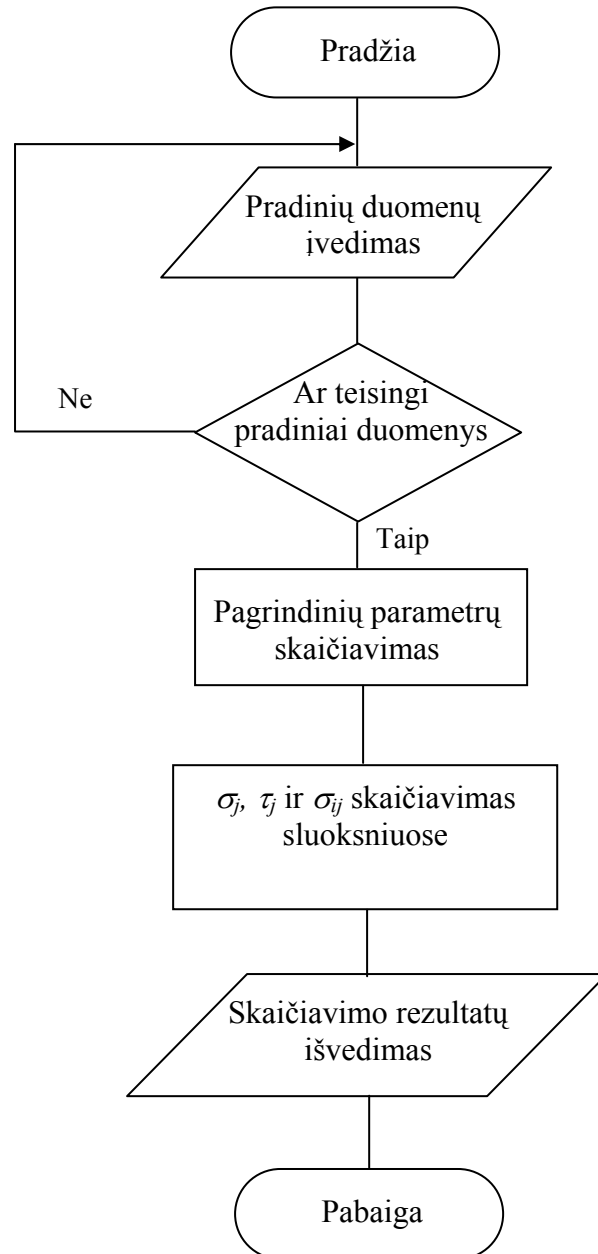 Pradžia
Pradinių duomenų
įvedimas
Ar teisingi
pradiniai duomenys
Ne
Taip
Pagrindinių parametrų
skaičiavimas
σj, τj ir σij skaičiavimas
sluoksniuose
Skaičiavimo rezultatų
išvedimas
Pabaiga